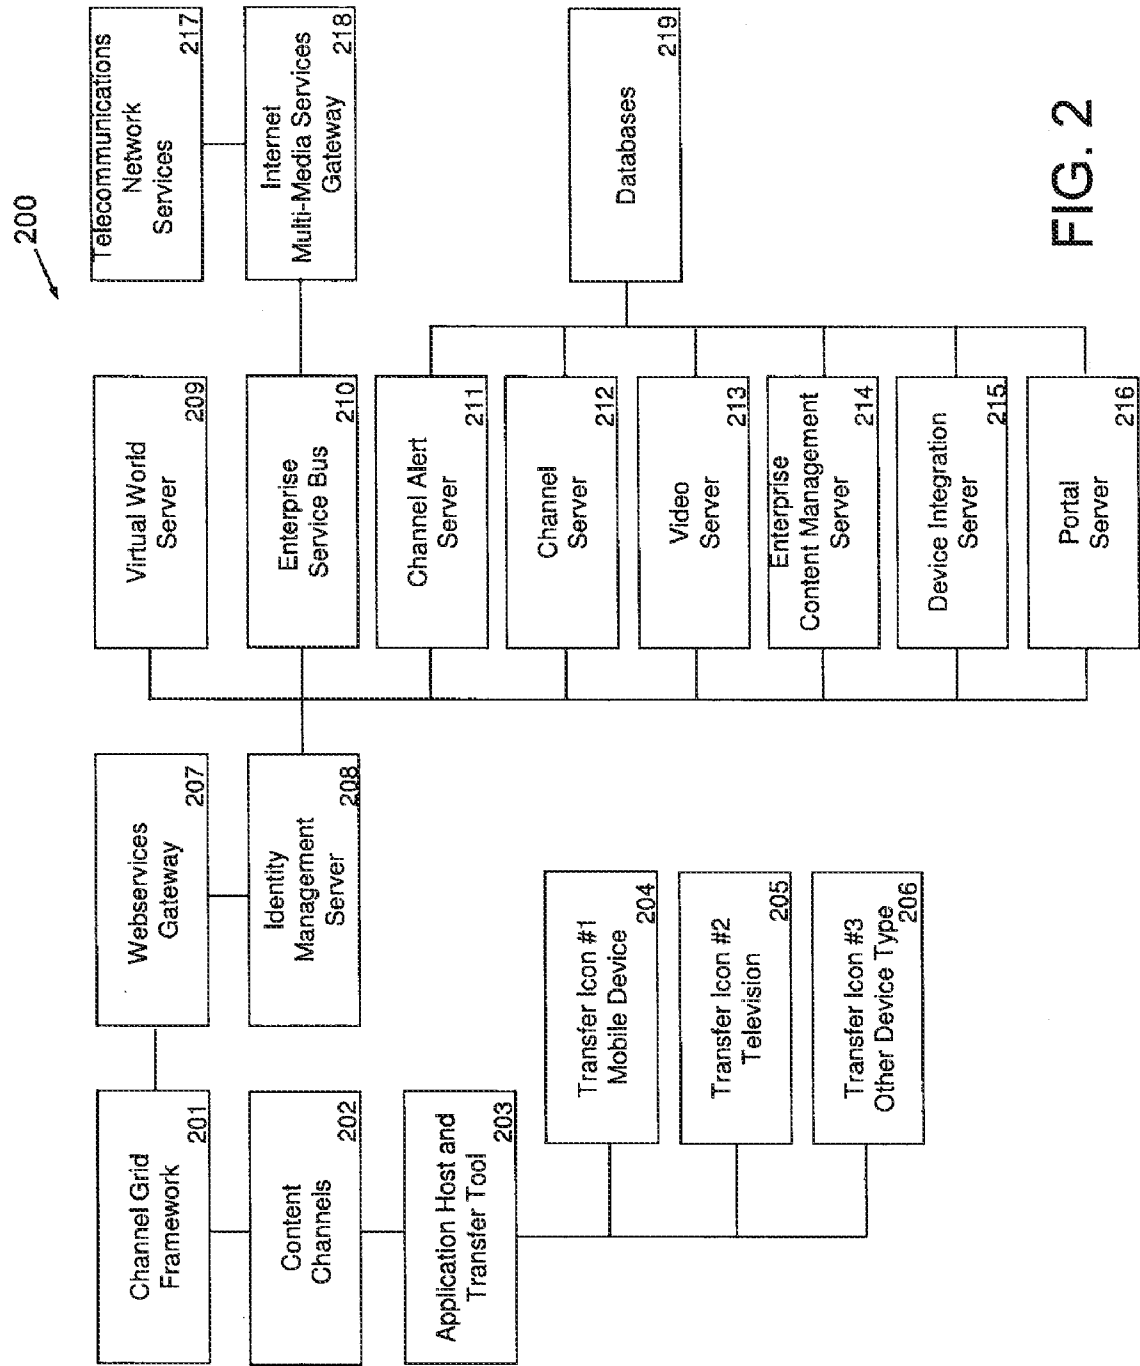 200
Channel Grid
Framework
201
Content
Channels
202
Application Host and
Transfer Tool
203
Transfer Icon #1
Mobile Device
204
Transfer Icon #2
Television
205
Transfer Icon #3
Other Device Type
206
Webservices
Gateway
207
Identity
Management
Server
208
Virtual World
Server
209
Enterprise
Service Bus
210
Channel Alert
Server
211
Channel
Server
212
Video
Server
213
Enterprise
Content Management
Server
214
Device Integration
Server
215
Portal
Server
216
Telecommunications
Network
Services
217
Internet
Multi-Media Services
Gateway
218
Databases
219
FIG. 2